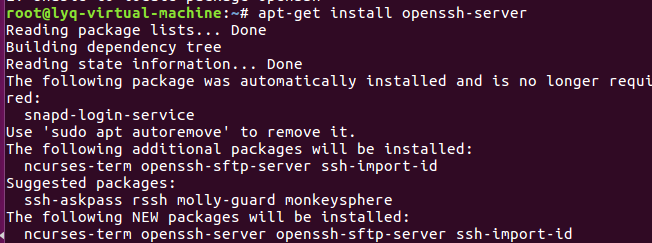 root@lyq-virtual-machine:~# apt-get install openssh-server
Reading package lists... Done
Building dependency tree
Reading state information... Done
The following package was automatically installed and is no longer requi
red:
  snapd-login-service
Use 'sudo apt autoremove' to remove it.
The following additional packages will be installed:
  ncurses-term openssh-sftp-server ssh-import-id
Suggested packages:
  ssh-askpass rssh molly-guard monkeysphere
The following NEW packages will be installed:
  ncurses-term openssh-server openssh-sftp-server ssh-import-id